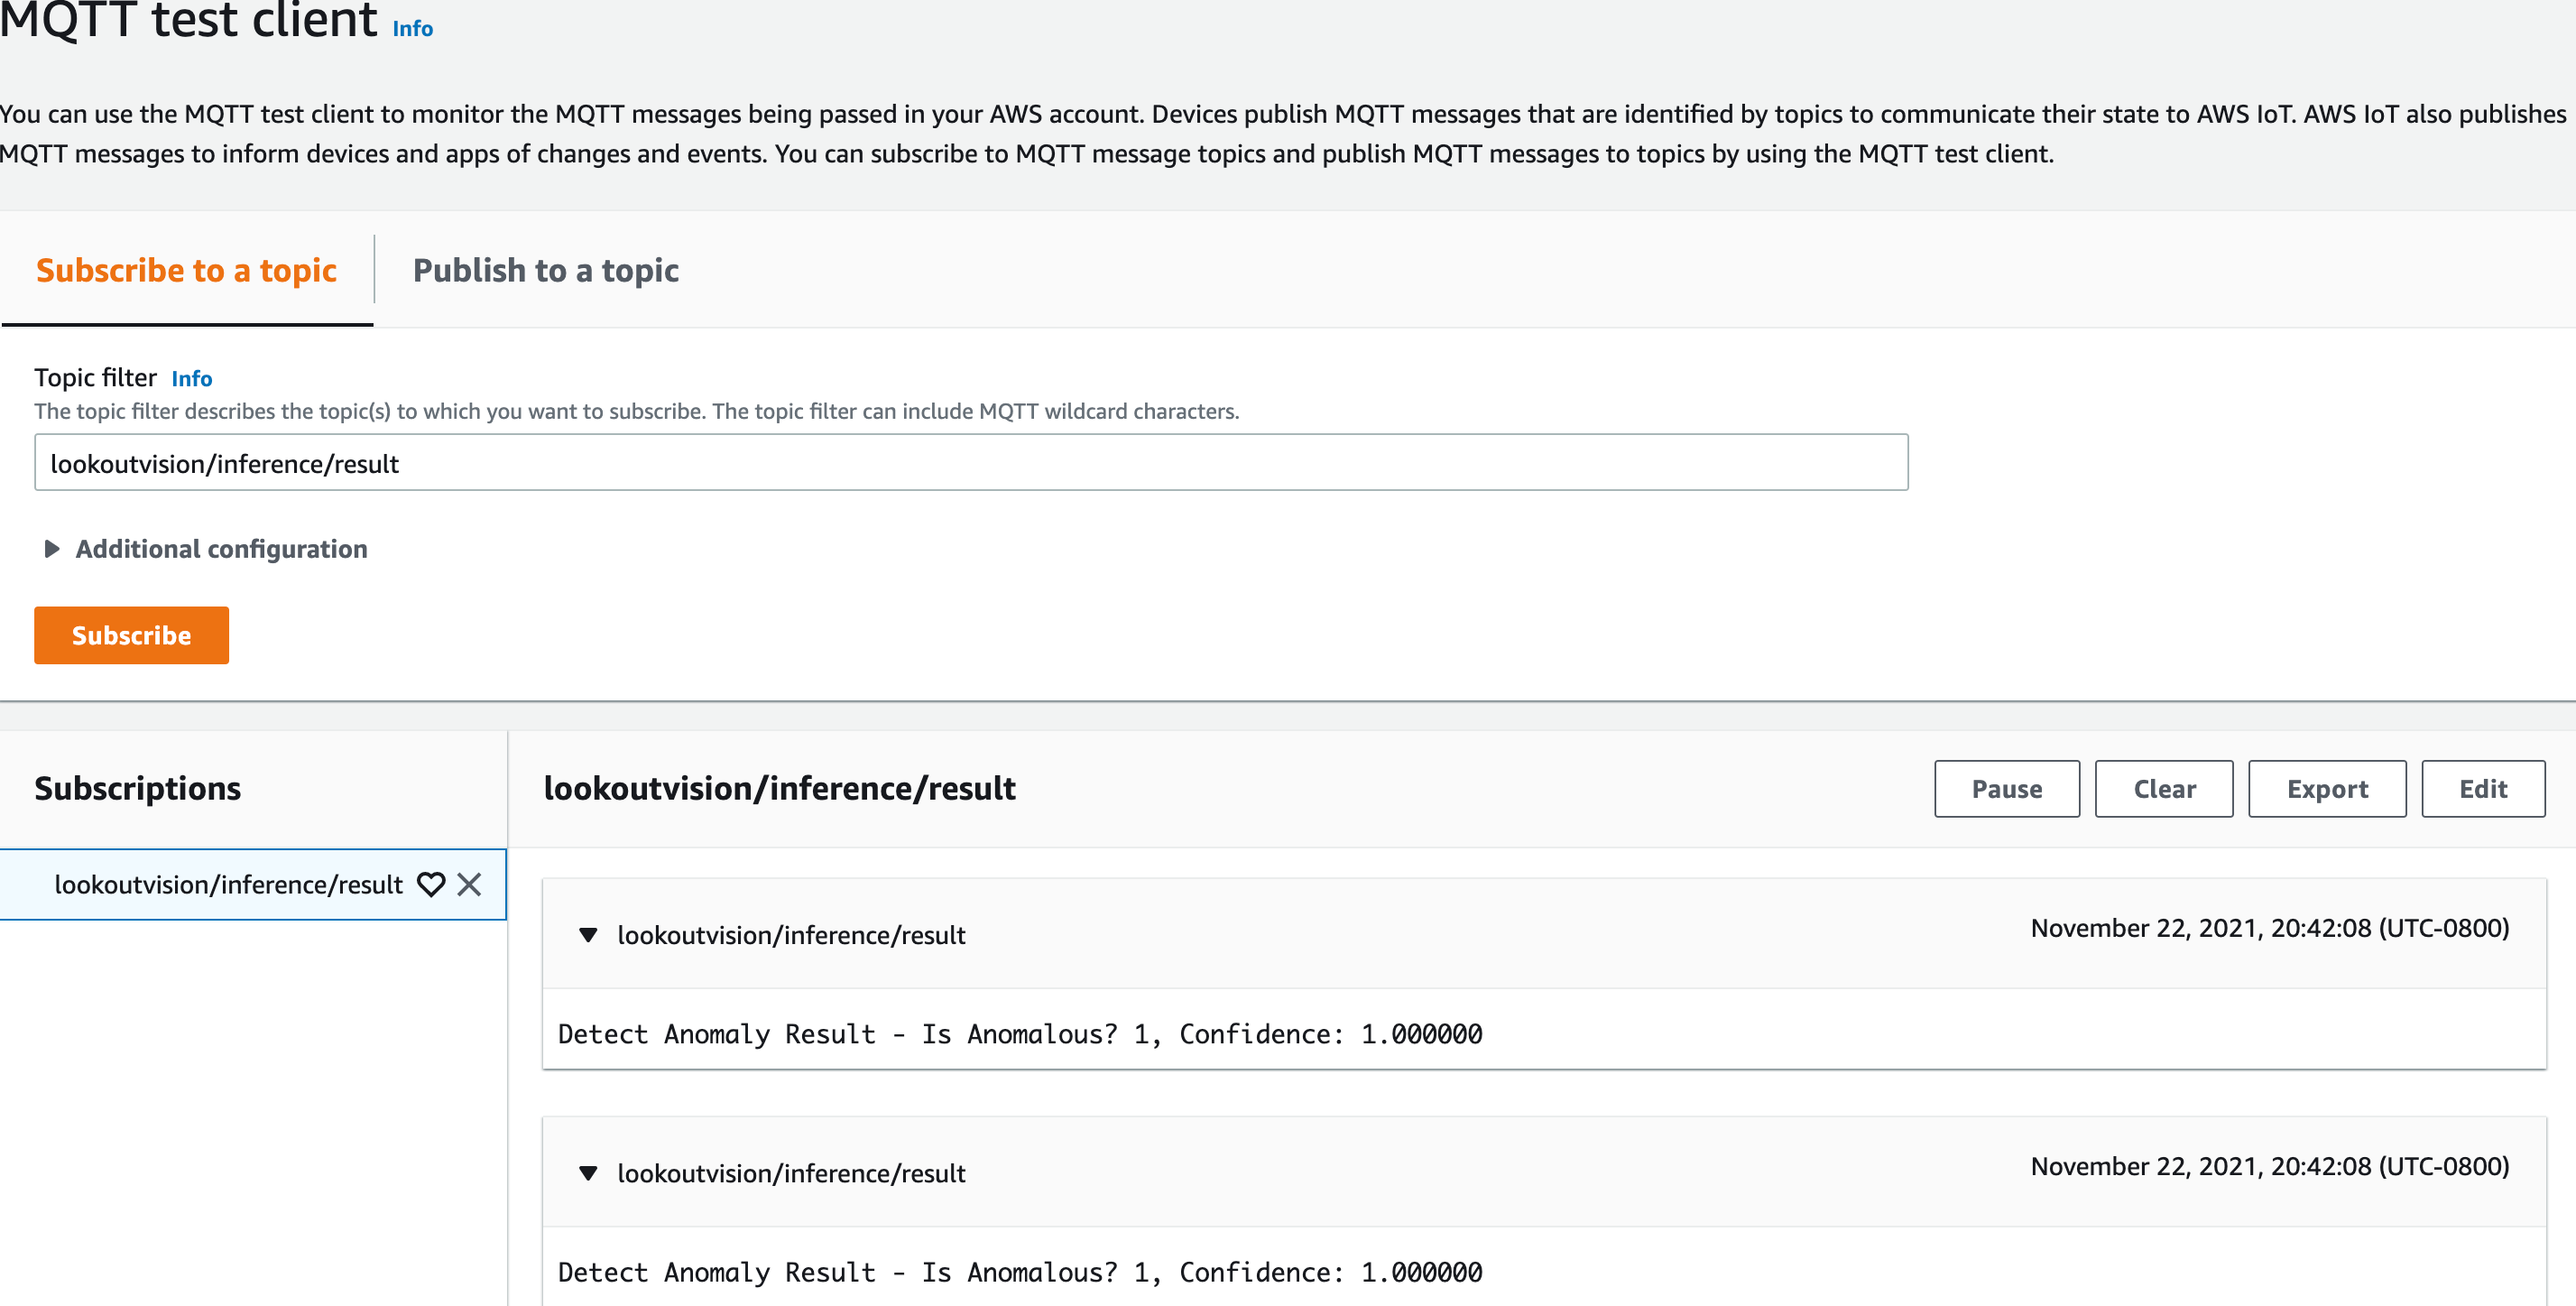 MQTT test client Info
You can use the MQTT test client to monitor the MQTT messages being passed in your AWS account. Devices publish MQTT messages that are identified by topics to communicate their state to AWS IoT. AWS IoT also publishes
MQTT messages to inform devices and apps of changes and events. You can subscribe to MQTT message topics and publish MQTT messages to topics by using the MQTT test client.
Subscribe to a topic
Publish to a topic
Topic filter Info
The topic filter describes the topic(s) to which you want to subscribe. The topic filter can include MQTT wildcard characters.
lookoutvision/inference/result
Additional configuration
Subscribe
Subscriptions
lookoutvision/inference/result
lookoutvision/inference/result
Pause
Clear
Export
Edit
lookoutvision/inference/result
November 22, 2021, 20:42:08 (UTC-0800)
Detect Anomaly Result - Is Anomalous? 1, Confidence: 1.000000
lookoutvision/inference/result
November 22, 2021, 20:42:08 (UTC-0800)
Detect Anomaly Result - Is Anomalous? 1, Confidence: 1.000000